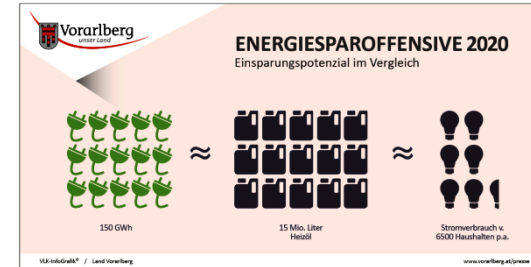 Vorarlberg
unser Land
ENERGIESPAROFFENSIVE 2020
Einsparungspotenzial im Vergleich
≈
≈
150 GWh
15 Mio. Liter
Heizöl
Stromverbrauch v.
6500 Haushalten p.a.
VLK-InfoGrafik® / Land Vorarlberg
www.vorarlberg.at/presse